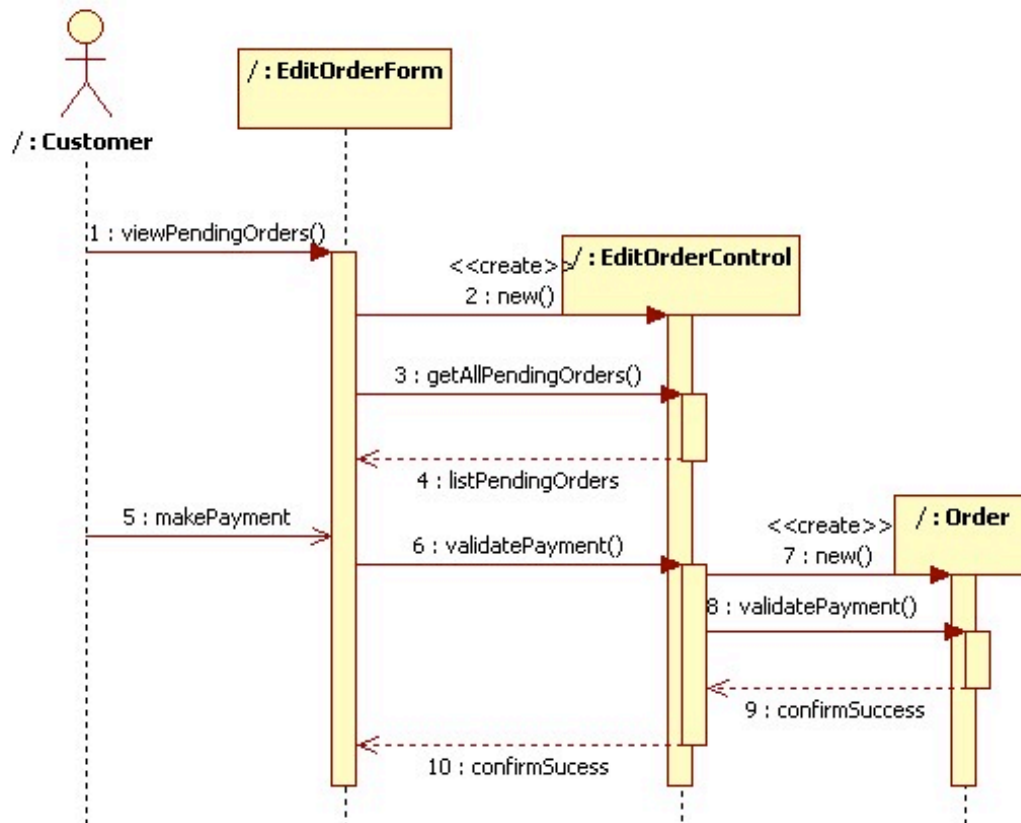 / : Customer
/ : EditOrderForm
1 : viewPendingOrders()
<<create>>
/ : EditOrderControl
2 : new()
3 : getAllPendingOrders()
4 : listPendingOrders
5 : makePayment
6 : validatePayment()
<<create>>
/ : Order
7 : new()
8 : validatePayment()
9 : confirmSuccess
10 : confirmSucess